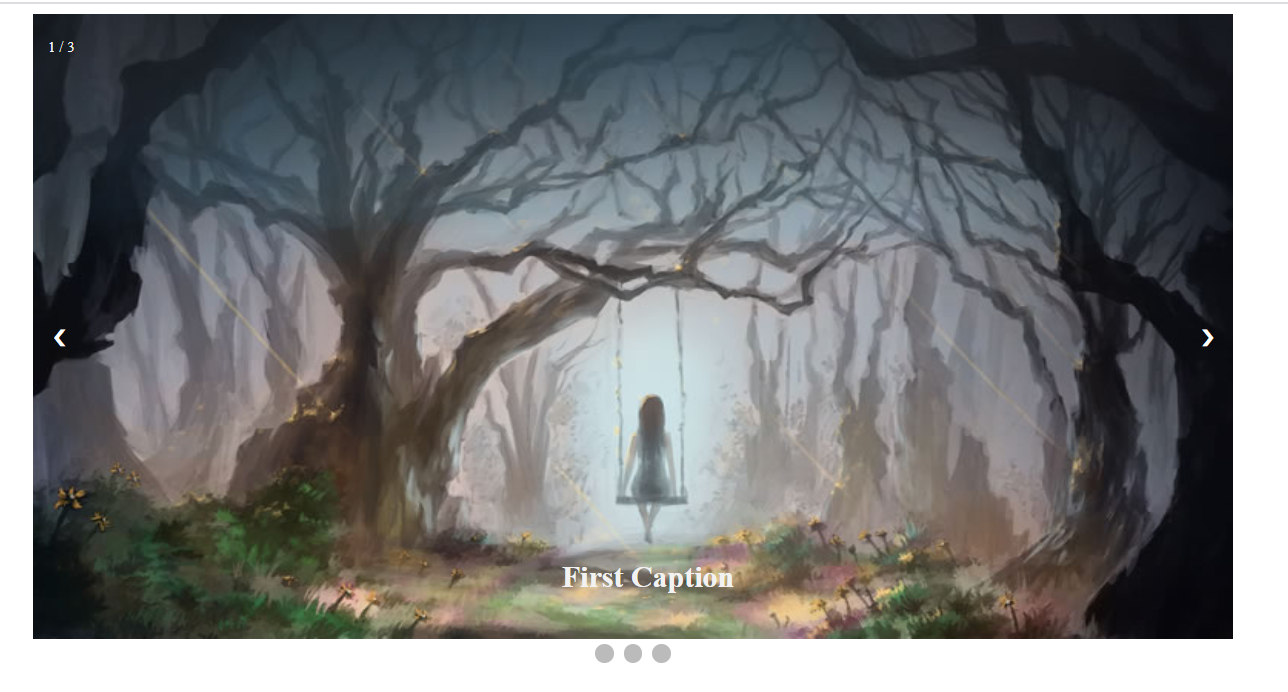 1 / 3
❮
❯
First Caption